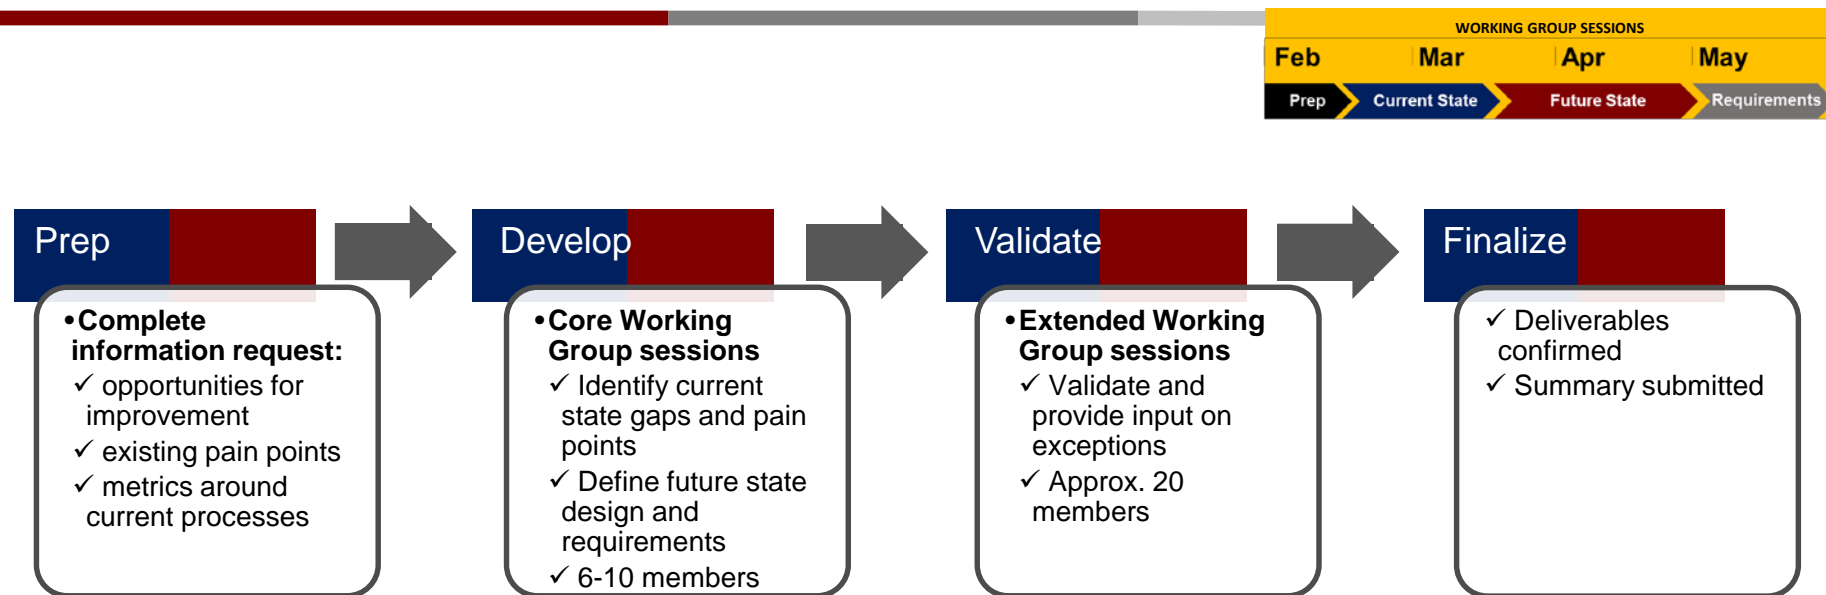 WORKING GROUP SESSIONS
Feb Mar Apr May
Prep Current State Future State Requirements
Prep
•Complete
information request:
✓ opportunities for
improvement
✓ existing pain points
✓ metrics around
current processes
Develop
•Core Working
Group sessions
✓ Identify current
state gaps and pain
points
✓ Define future state
design and
requirements
✓ 6-10 members
Validate
•Extended Working
Group sessions
✓ Validate and
provide input on
exceptions
✓ Approx. 20
members
Finalize
✓ Deliverables
confirmed
✓ Summary submitted